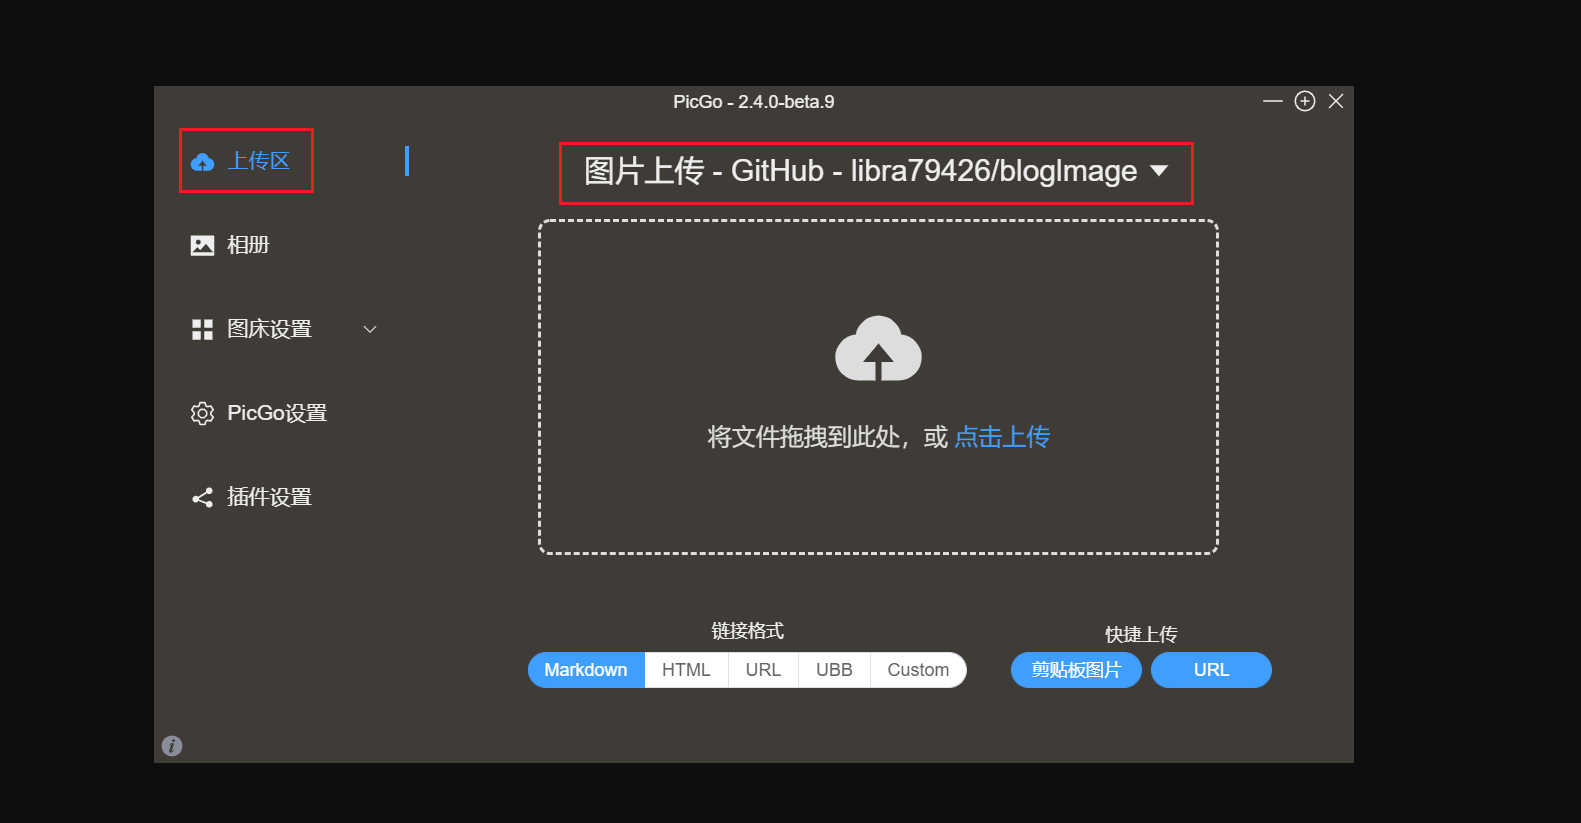 PicGo - 2.4.0-beta.9
上传区
图片上传 - GitHub - libra79426/blogImage
相册
图床设置
PicGo设置
插件设置
将文件拖拽到此处，或 点击上传
链接格式
快捷上传
Markdown HTML URL UBB Custom
剪贴板图片 URL
i